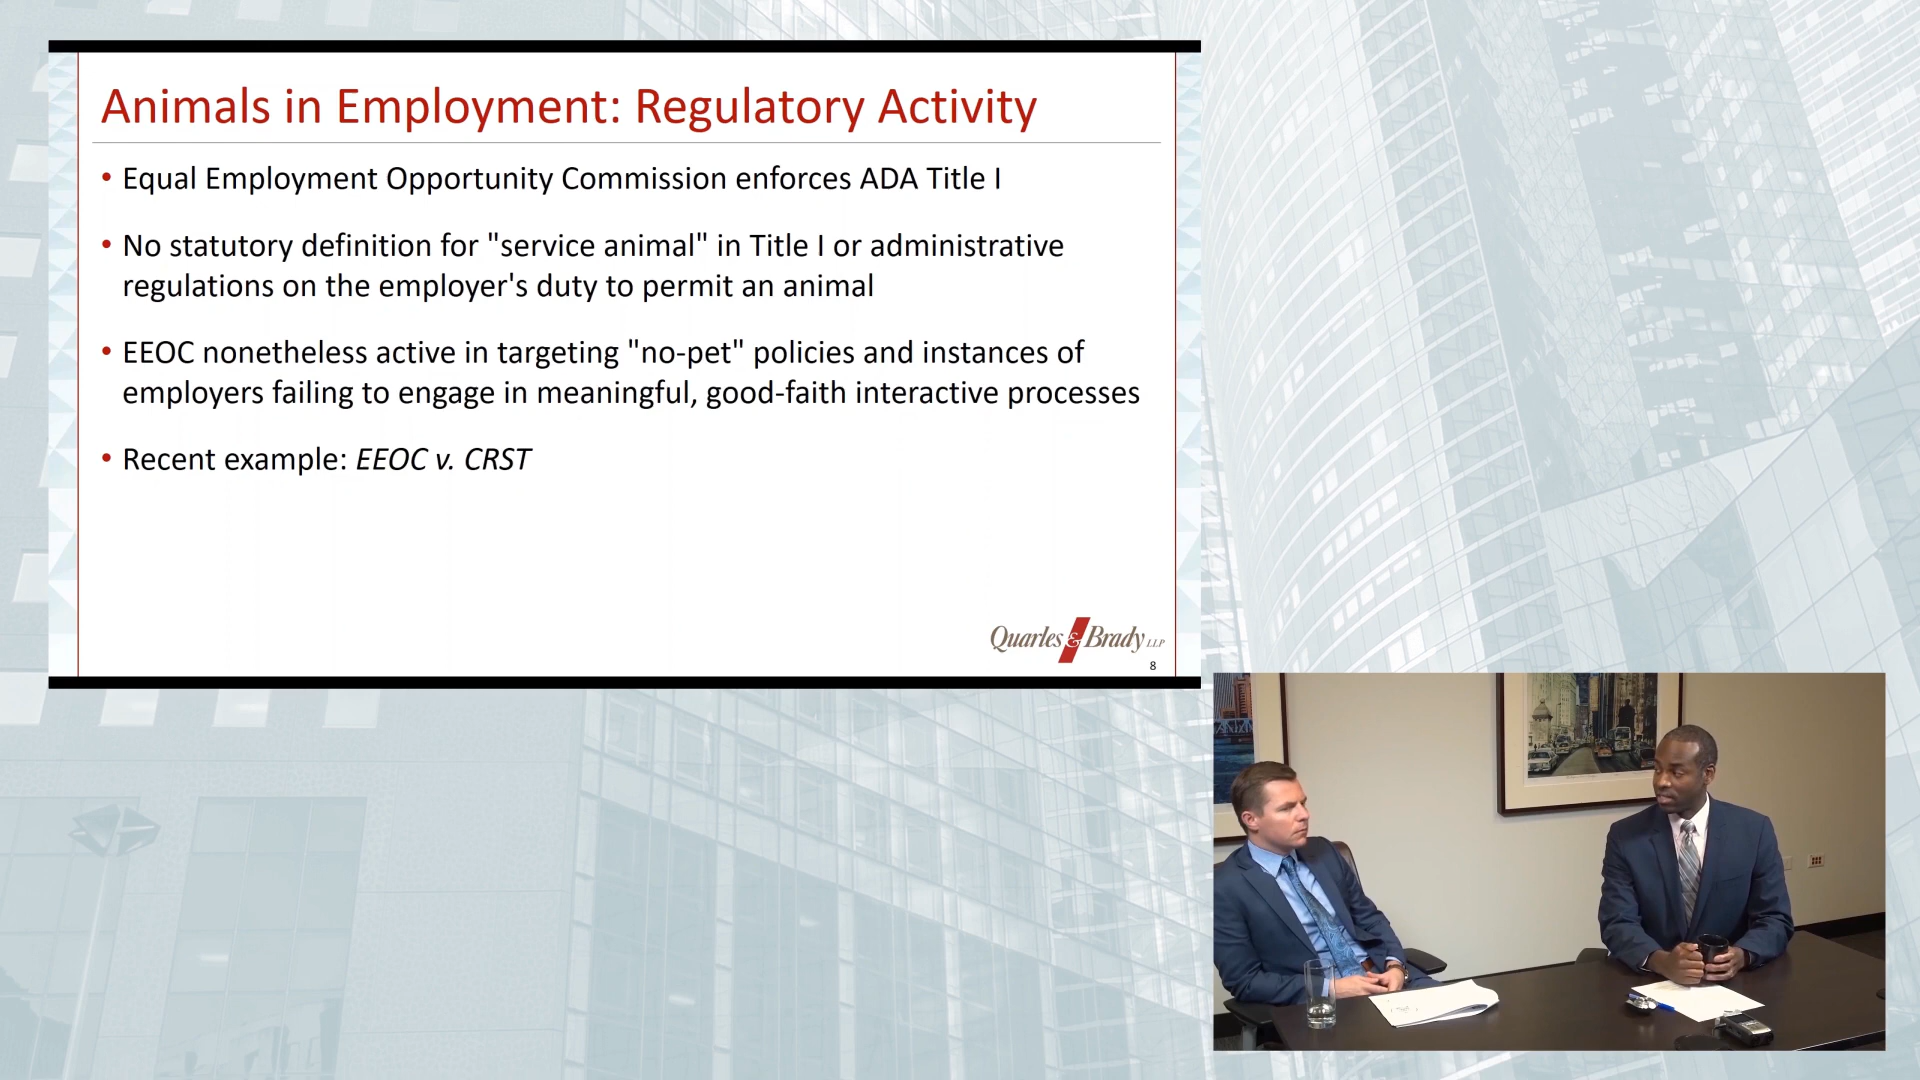 Animals in Employment: Regulatory Activity
• Equal Employment Opportunity Commission enforces ADA Title I
• No statutory definition for "service animal" in Title I or administrative
regulations on the employer's duty to permit an animal
• EEOC nonetheless active in targeting "no-pet" policies and instances of
employers failing to engage in meaningful, good-faith interactive processes
• Recent example: EEOC v. CRST
Quarles & Brady LLP
8